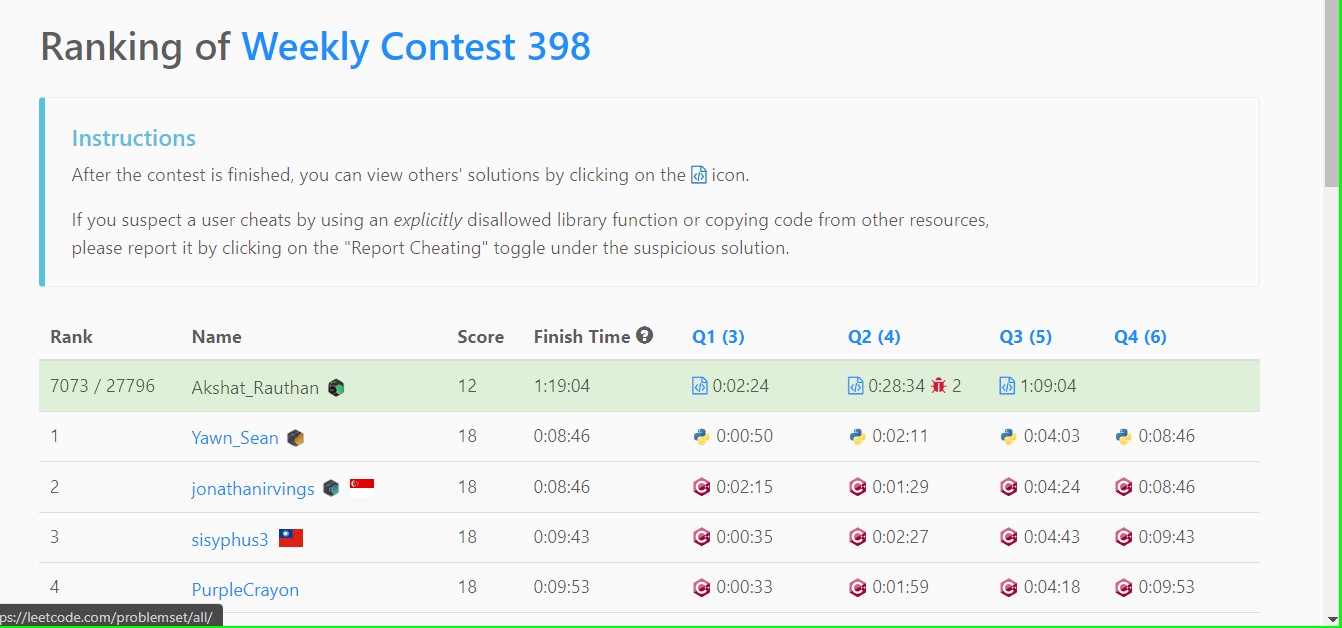 Ranking of Weekly Contest 398
Instructions
After the contest is finished, you can view others' solutions by clicking on the icon.
If you suspect a user cheats by using an explicitly disallowed library function or copying code from other resources,
please report it by clicking on the "Report Cheating" toggle under the suspicious solution.
Rank Name Score Finish Time Q1 (3) Q2 (4) Q3 (5) Q4 (6)
7073 / 27796 Akshat_Rauthan 12 1:19:04 0:02:24 0:28:34 2 1:09:04
1 Yawn_Sean 18 0:08:46 0:00:50 0:02:11 0:04:03 0:08:46
2 jonathanirvings 18 0:08:46 0:02:15 0:01:29 0:04:24 0:08:46
3 sisyphus3 18 0:09:43 0:00:35 0:02:27 0:04:43 0:09:43
4 PurpleCrayon 18 0:09:53 0:00:33 0:01:59 0:04:18 0:09:53
ps://leetcode.com/problemset/all/